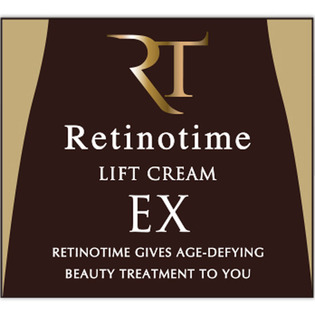 RT
Retinotime
LIFT CREAM
EX
RETINOTIME GIVES AGE-DEFYING
BEAUTY TREATMENT TO YOU